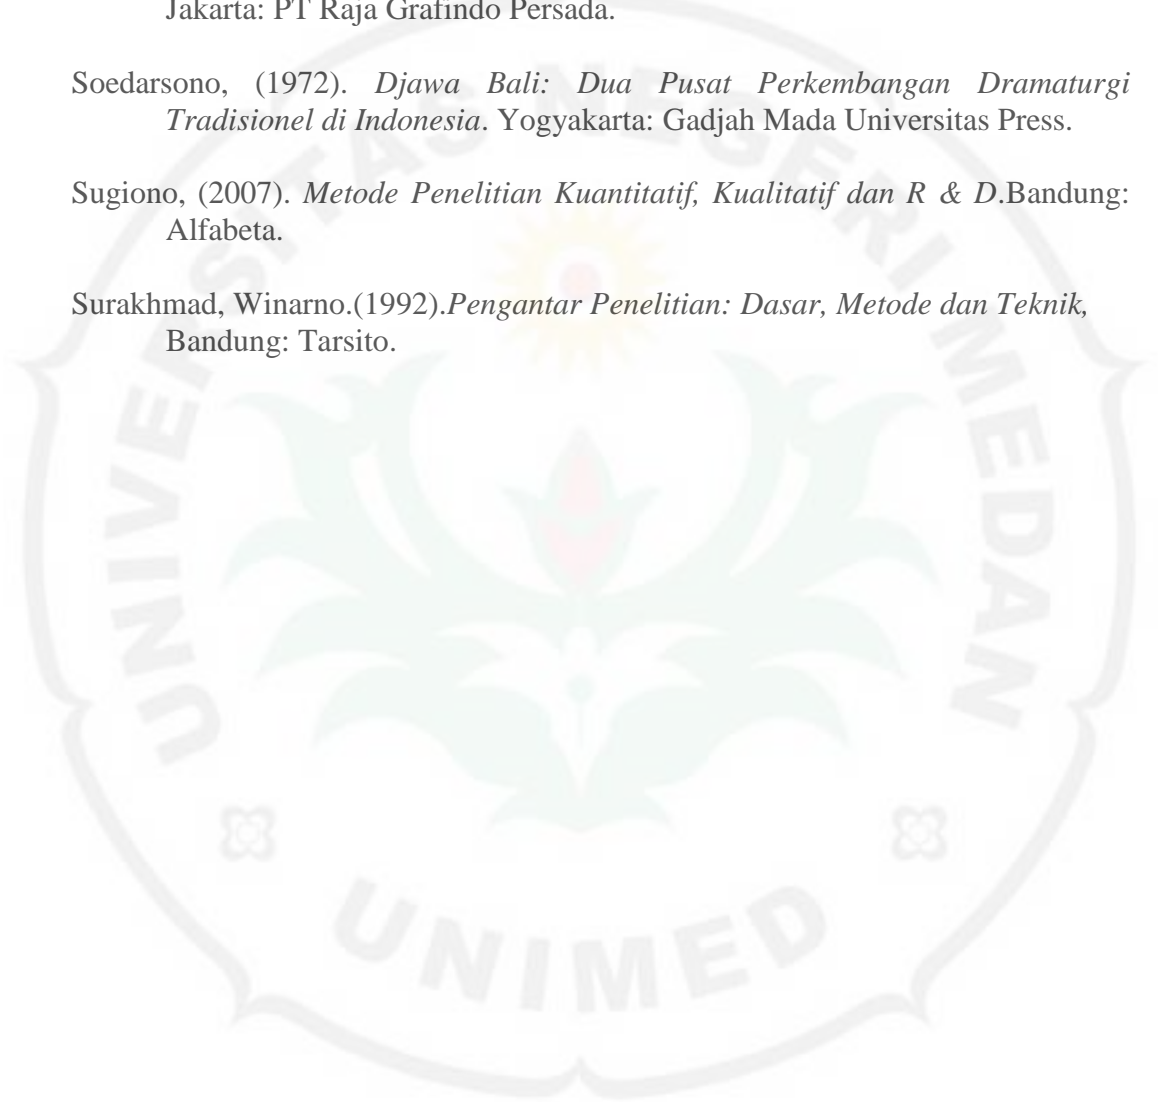 Jakarta: PT Raja Grafindo Persada.
Soedarsono, (1972). Djawa Bali: Dua Pusat Perkembangan Dramaturgi
Tradisionel di Indonesia. Yogyakarta: Gadjah Mada Universitas Press.
Sugiono, (2007). Metode Penelitian Kuantitatif, Kualitatif dan R & D.Bandung:
Alfabeta.
Surakhmad, Winarno.(1992).Pengantar Penelitian: Dasar, Metode dan Teknik,
Bandung: Tarsito.
UNIVERSITAS NEGERI MEDAN
UNIMED